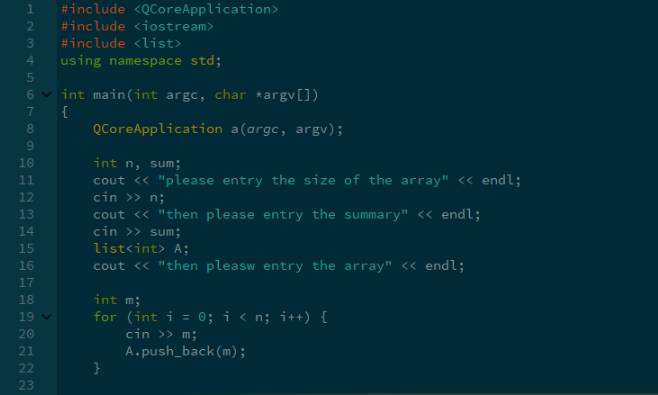 1 #include <QCoreApplication>
2 #include <iostream>
3 #include <list>
4 using namespace std;
5
6 int main(int argc, char *argv[])
7 {
8     QCoreApplication a(argc, argv);
9
10     int n, sum;
11     cout << "please entry the size of the array" << endl;
12     cin >> n;
13     cout << "then please entry the summary" << endl;
14     cin >> sum;
15     list<int> A;
16     cout << "then pleasw entry the array" << endl;
17
18     int m;
19     for (int i = 0; i < n; i++) {
20         cin >> m;
21         A.push_back(m);
22     }
23